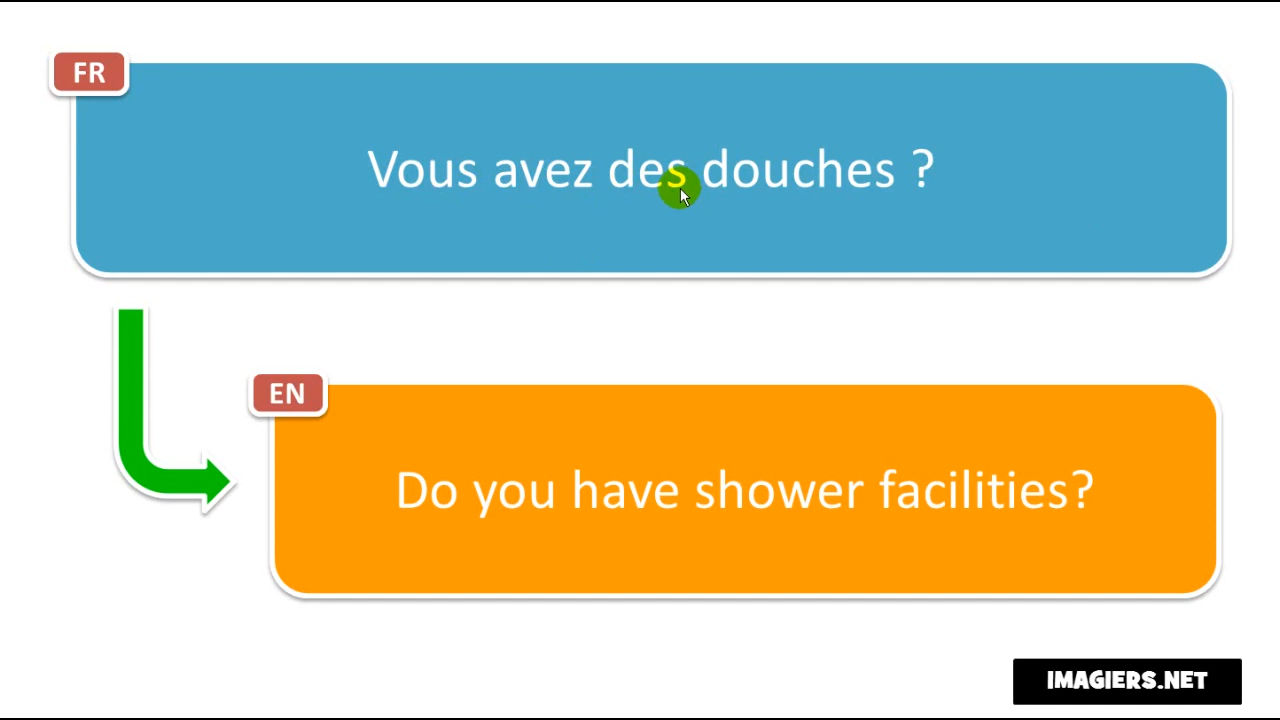 FR
Vous avez des douches ?
EN
Do you have shower facilities?
IMAGIERS.NET